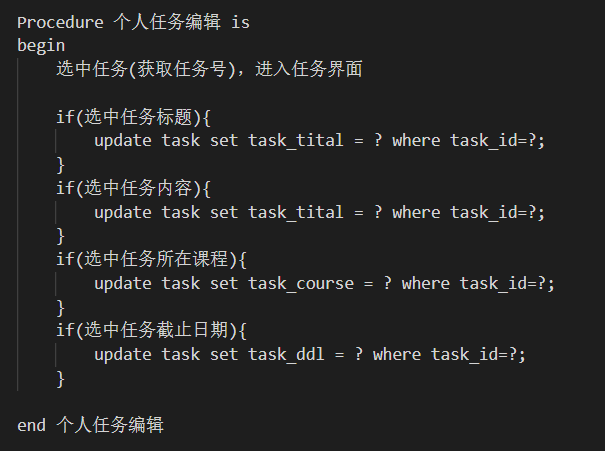 Procedure 个人任务编辑 is
begin
选中任务(获取任务号)，进入任务界面
if(选中任务标题){
update task set task_tital = ? where task_id=?;
}
if(选中任务内容){
update task set task_tital = ? where task_id=?;
}
if(选中任务所在课程){
update task set task_course = ? where task_id=?;
}
if(选中任务截止日期){
update task set task_ddl = ? where task_id=?;
}
end 个人任务编辑